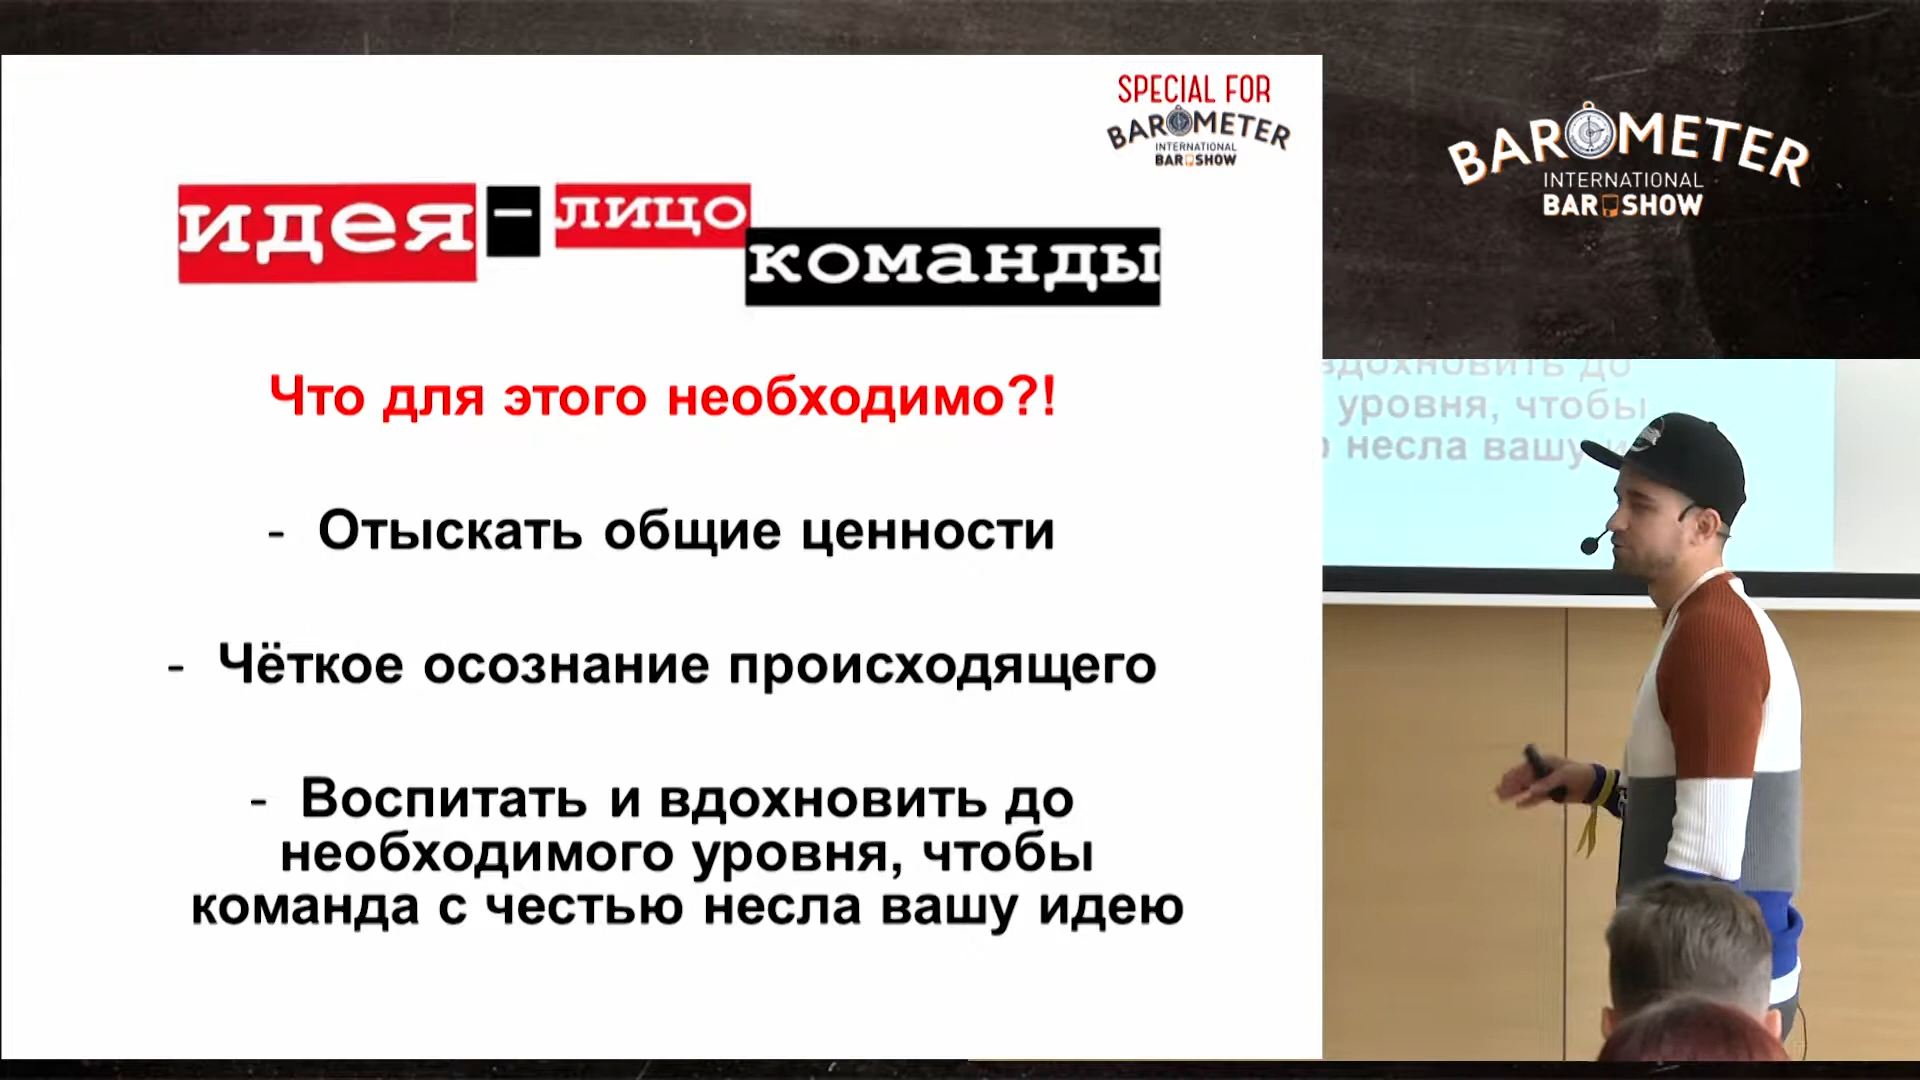 SPECIAL FOR
BAROMETER
INTERNATIONAL
BAR SHOW
идея – лицо
команды
Что для этого необходимо?!
- Отыскать общие ценности
- Чёткое осознание происходящего
- Воспитать и вдохновить до
необходимого уровня, чтобы
команда с честью несла вашу идею
BAROMETER
INTERNATIONAL
BAR SHOW
вдохновить до
уровня, чтобы
несла вашу